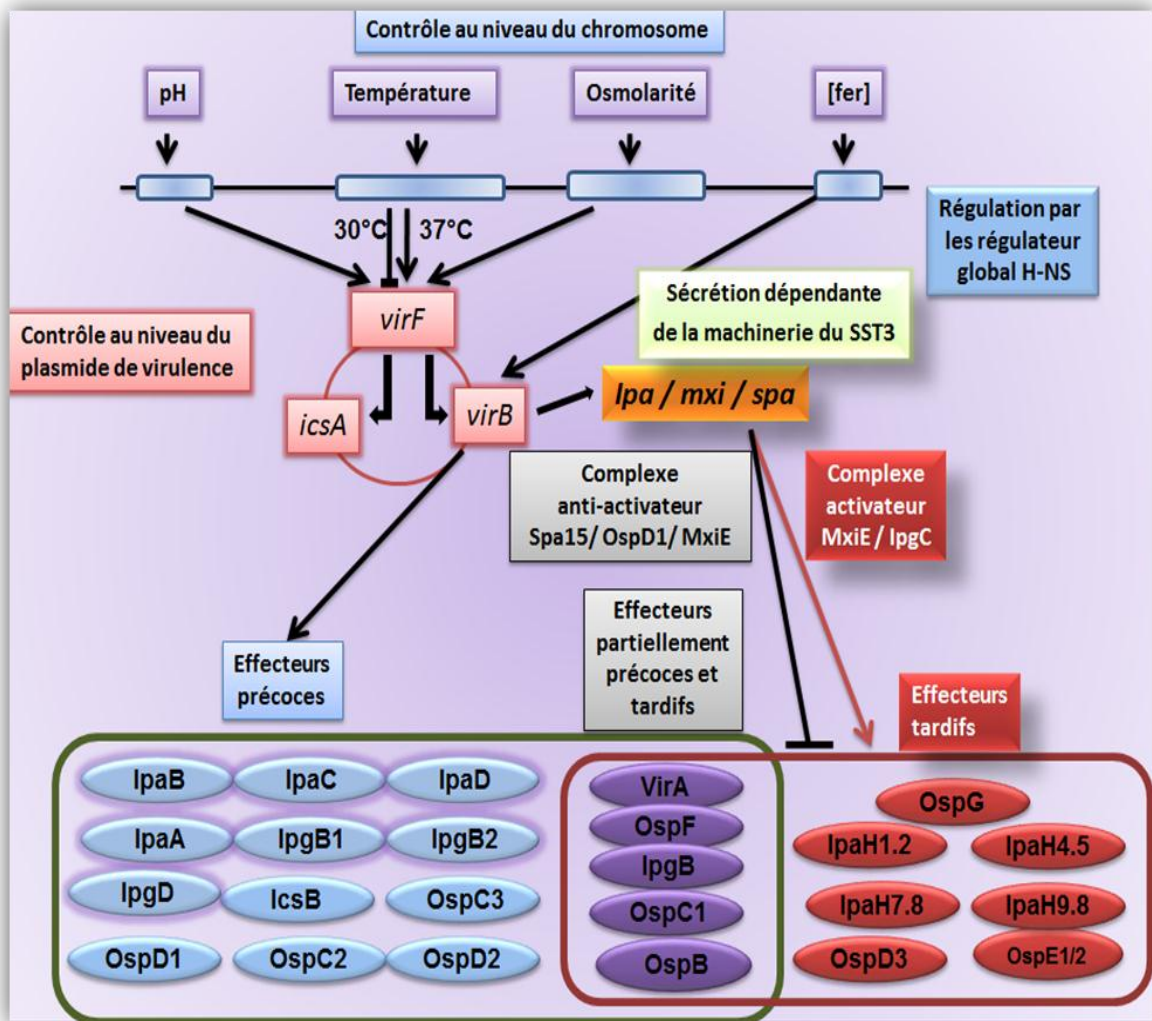 Contrôle au niveau du chromosome
pH
Température
Osmolarité
[fer]
30°C
37°C
Régulation par
les régulateur
global H-NS
virF
Sécrétion dépendante
de la machinerie du SST3
Contrôle au niveau du
plasmide de virulence
icsA
virB
Ipa / mxi / spa
Complexe
anti-activateur
Spa15/ OspD1/ MxiE
Complexe
activateur
MxiE / IpgC
Effecteurs
précoces
Effecteurs
partiellement
précoces et
tardifs
Effecteurs
tardifs
IpaB
IpaC
IpaD
IpaA
IpgB1
IpgB2
IpgD
IcsB
OspC3
OspD1
OspC2
OspD2
VirA
OspF
IpgB
OspC1
OspB
OspG
IpaH1.2
IpaH4.5
IpaH7.8
IpaH9.8
OspD3
OspE1/2